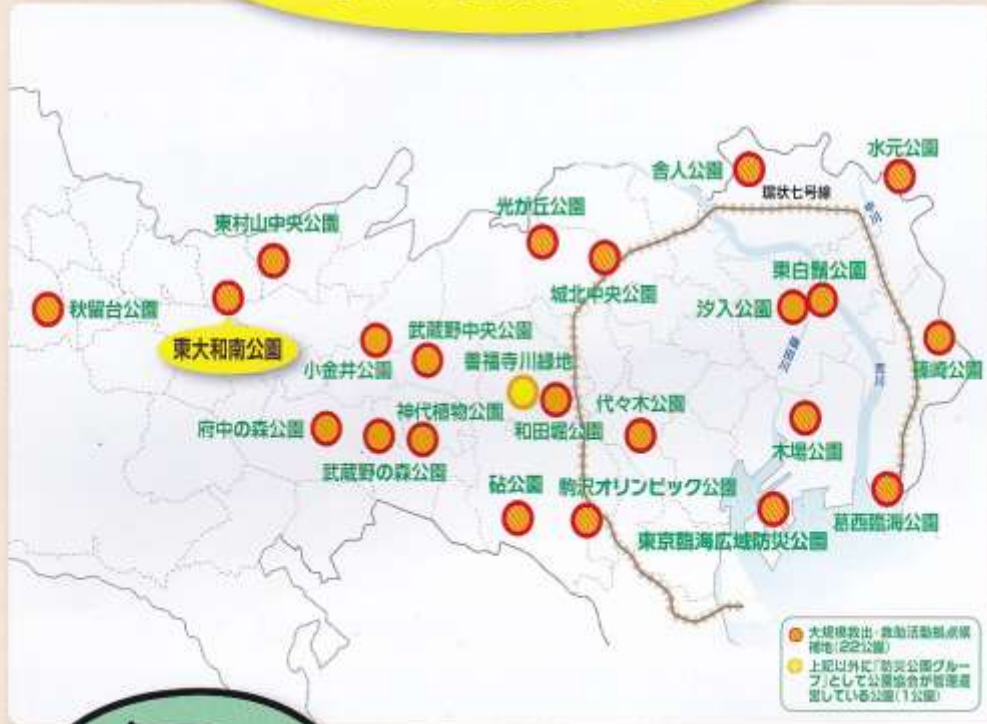 水元公園
舎人公園
環状七号線
中川
光が丘公園
東村山中央公園
城北中央公園
東白鬚公園
汐入公園
秋留台公園
東大和南公園
武蔵野中央公園
小金井公園
善福寺川緑地
隅田川
荒川
篠崎公園
神代植物公園
代々木公園
府中の森公園
和田堀公園
木場公園
武蔵野の森公園
砧公園
駒沢オリンピック公園
葛西臨海公園
東京臨海広域防災公園
大規模救出・救助活動拠点候
補地(22公園)
上記以外に「防災公園グルー
プ」として公園協会が管理運
営している公園(1公園)